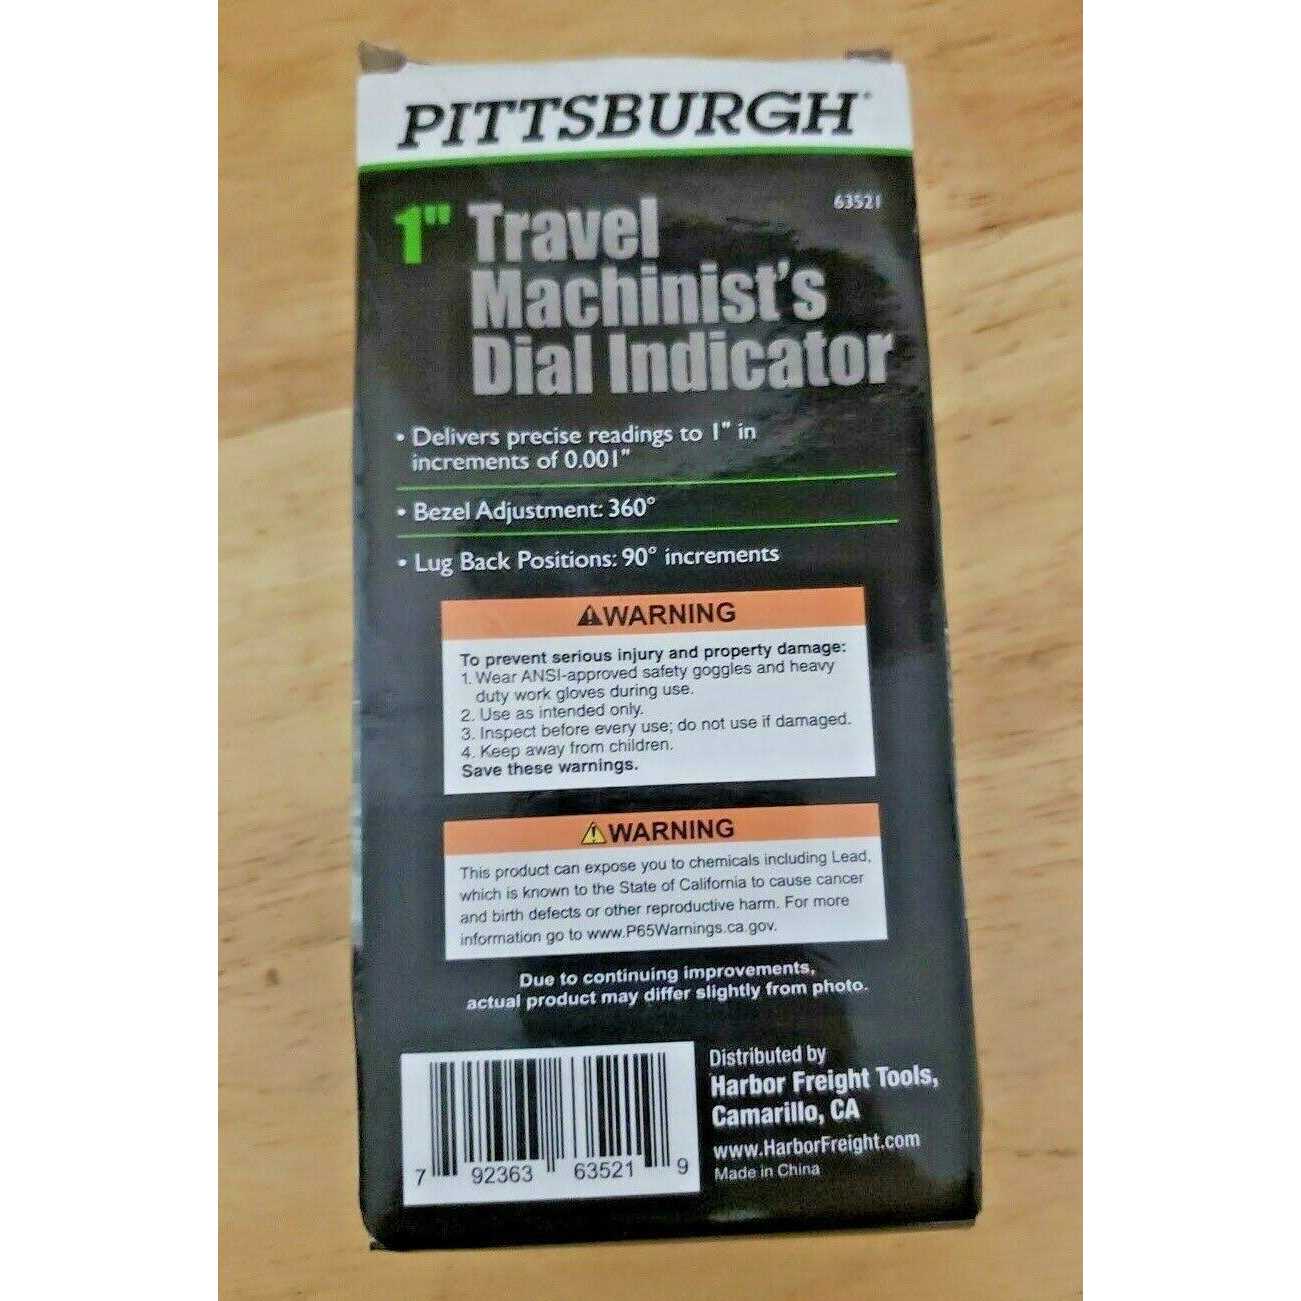 PITTSBURGH®
63521
1" Travel
Machinist's
Dial Indicator
• Delivers precise readings to 1" in
increments of 0.001"
• Bezel Adjustment: 360°
• Lug Back Positions: 90° increments
⚠WARNING
To prevent serious injury and property damage:
1. Wear ANSI-approved safety goggles and heavy
duty work gloves during use.
2. Use as intended only.
3. Inspect before every use; do not use if damaged.
4. Keep away from children.
Save these warnings.
⚠WARNING
This product can expose you to chemicals including Lead,
which is known to the State of California to cause cancer
and birth defects or other reproductive harm. For more
information go to www.P65Warnings.ca.gov.
Due to continuing improvements,
actual product may differ slightly from photo.
7 92363 63521 9
Distributed by
Harbor Freight Tools,
Camarillo, CA
www.HarborFreight.com
Made in China